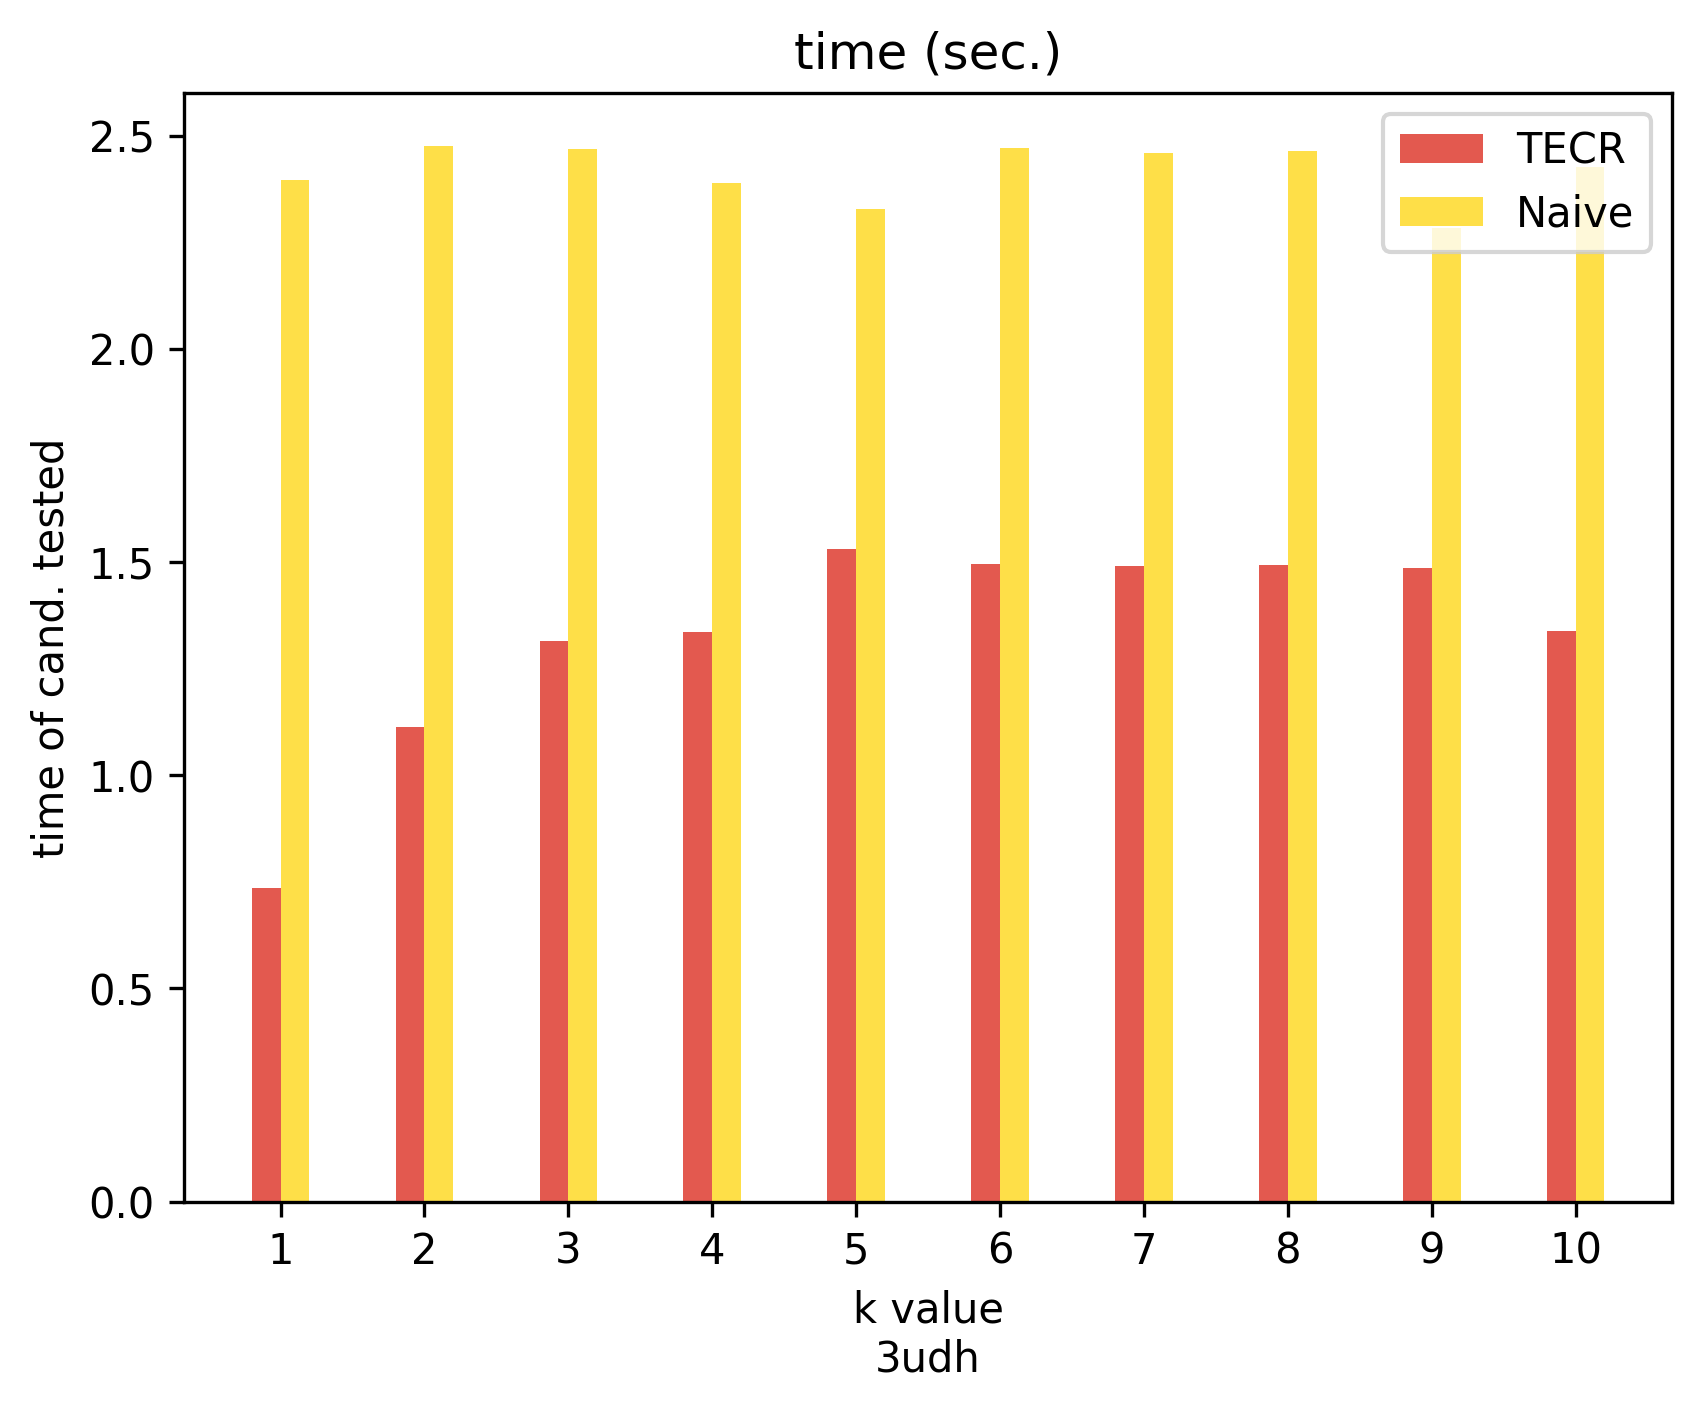 time (sec.)
TECR
Naive
2.5
2.0
1.5
1.0
0.5
0.0
time of cand. tested
1 2 3 4 5 6 7 8 9 10
k value
3udh